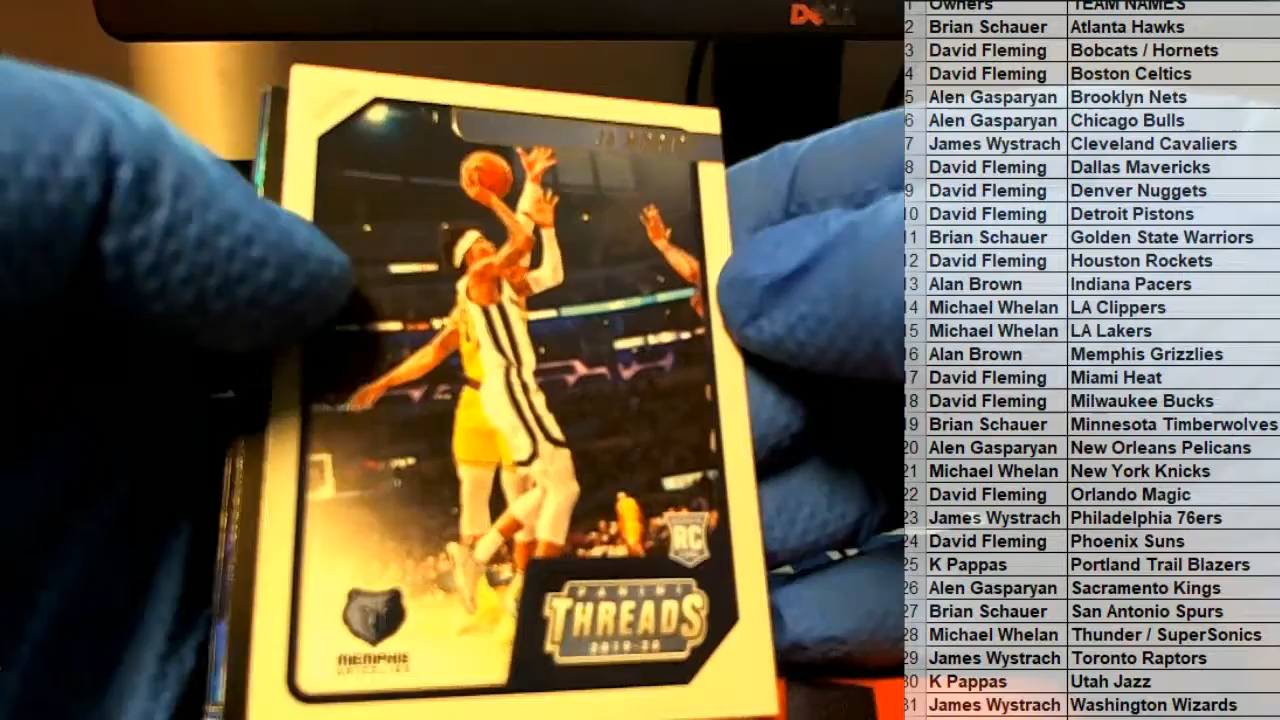 DELL
JA MORANT
RC
MEMPHIS
GRIZZLIES
PANINI
THREADS
2019-20
1 Owners TEAM NAMES
2 Brian Schauer Atlanta Hawks
3 David Fleming Bobcats / Hornets
4 David Fleming Boston Celtics
5 Alen Gasparyan Brooklyn Nets
6 Alen Gasparyan Chicago Bulls
7 James Wystrach Cleveland Cavaliers
8 David Fleming Dallas Mavericks
9 David Fleming Denver Nuggets
10 David Fleming Detroit Pistons
11 Brian Schauer Golden State Warriors
12 David Fleming Houston Rockets
13 Alan Brown Indiana Pacers
14 Michael Whelan LA Clippers
15 Michael Whelan LA Lakers
16 Alan Brown Memphis Grizzlies
17 David Fleming Miami Heat
18 David Fleming Milwaukee Bucks
19 Brian Schauer Minnesota Timberwolves
20 Alen Gasparyan New Orleans Pelicans
21 Michael Whelan New York Knicks
22 David Fleming Orlando Magic
23 James Wystrach Philadelphia 76ers
24 David Fleming Phoenix Suns
25 K Pappas Portland Trail Blazers
26 Alen Gasparyan Sacramento Kings
27 Brian Schauer San Antonio Spurs
28 Michael Whelan Thunder / SuperSonics
29 James Wystrach Toronto Raptors
30 K Pappas Utah Jazz
31 James Wystrach Washington Wizards